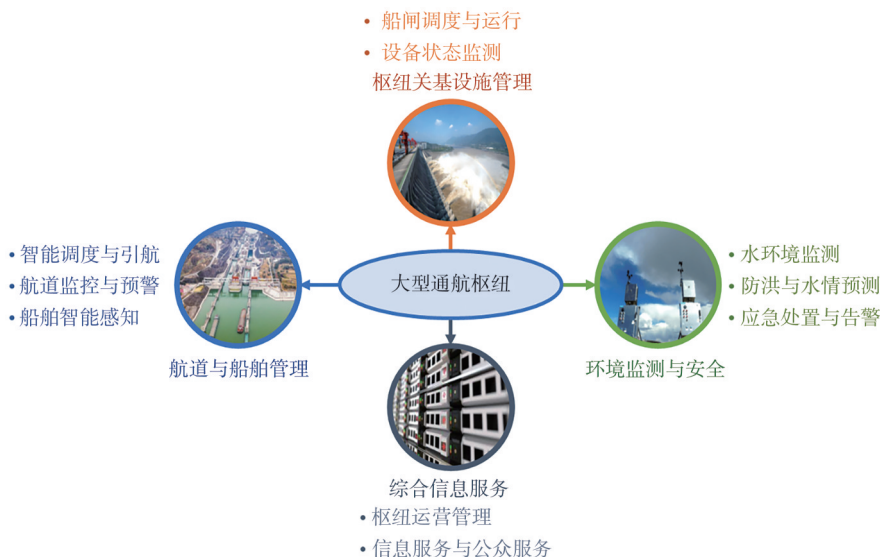 • 船闸调度与运行
• 设备状态监测
枢纽关基设施管理
• 智能调度与引航
• 航道监控与预警
• 船舶智能感知
航道与船舶管理
大型通航枢纽
• 水环境监测
• 防洪与水情预测
• 应急处置与告警
环境监测与安全
综合信息服务
• 枢纽运营管理
• 信息服务与公众服务